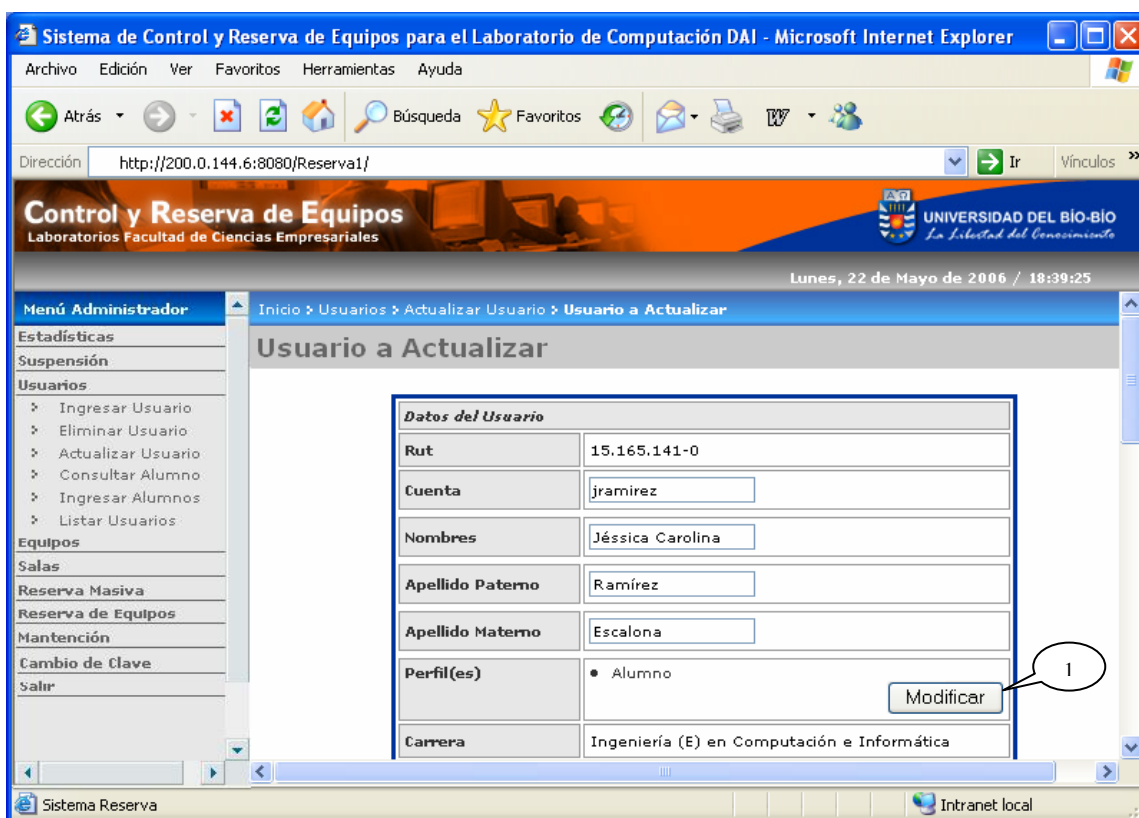 Sistema de Control y Reserva de Equipos para el Laboratorio de Computación DAI - Microsoft Internet Explorer
Archivo Edición Ver Favoritos Herramientas Ayuda
Atrás Búsqueda Favoritos
Dirección http://200.0.144.6:8080/Reserva1/ Ir Vínculos »
Control y Reserva de Equipos
Laboratorios Facultad de Ciencias Empresariales
UNIVERSIDAD DEL BÍO-BÍO
La Libertad del Conocimiento
Lunes, 22 de Mayo de 2006 / 18:39:25
Menú Administrador
Estadísticas
Suspensión
Usuarios
Ingresar Usuario
Eliminar Usuario
Actualizar Usuario
Consultar Alumno
Ingresar Alumnos
Listar Usuarios
Equipos
Salas
Reserva Masiva
Reserva de Equipos
Mantención
Cambio de Clave
Salir
Inicio > Usuarios > Actualizar Usuario > Usuario a Actualizar
Usuario a Actualizar
Datos del Usuario
Rut 15.165.141-0
Cuenta jramirez
Nombres Jéssica Carolina
Apellido Paterno Ramírez
Apellido Materno Escalona
Perfil(es) • Alumno
Modificar
1
Carrera Ingeniería (E) en Computación e Informática
Sistema Reserva Intranet local